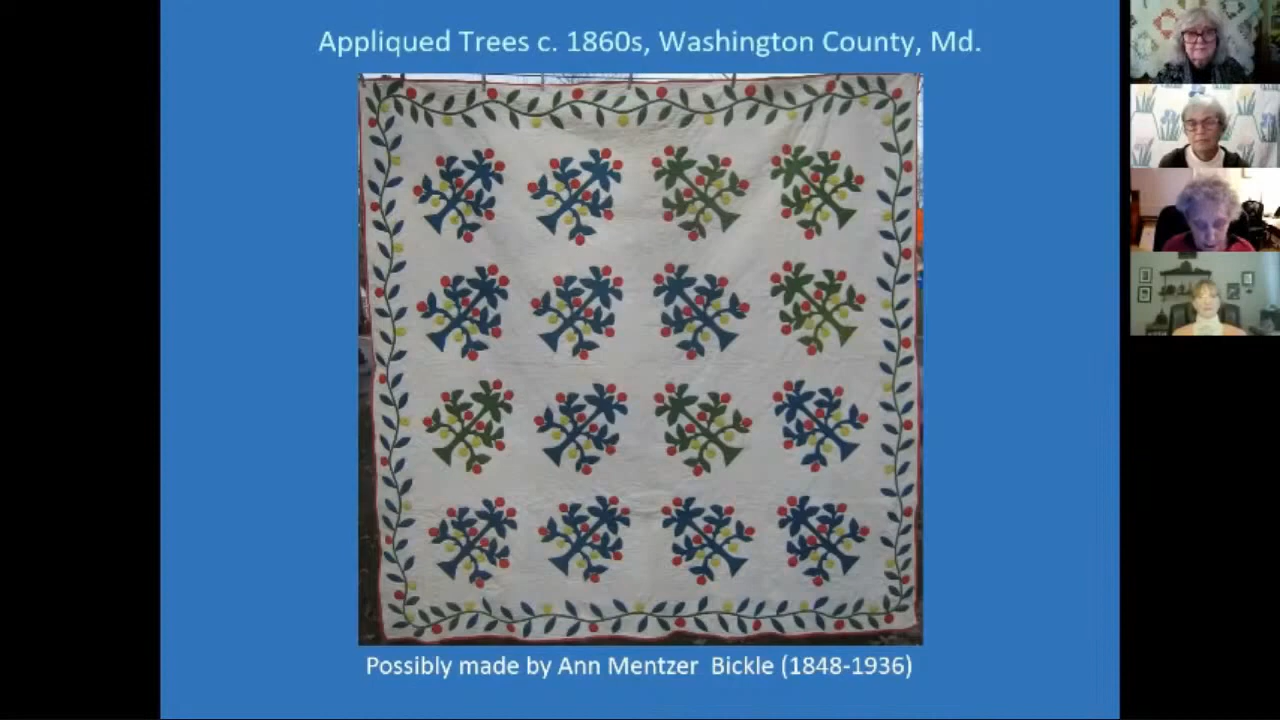 Appliqued Trees c. 1860s, Washington County, Md.
Possibly made by Ann Mentzer  Bickle (1848-1936)